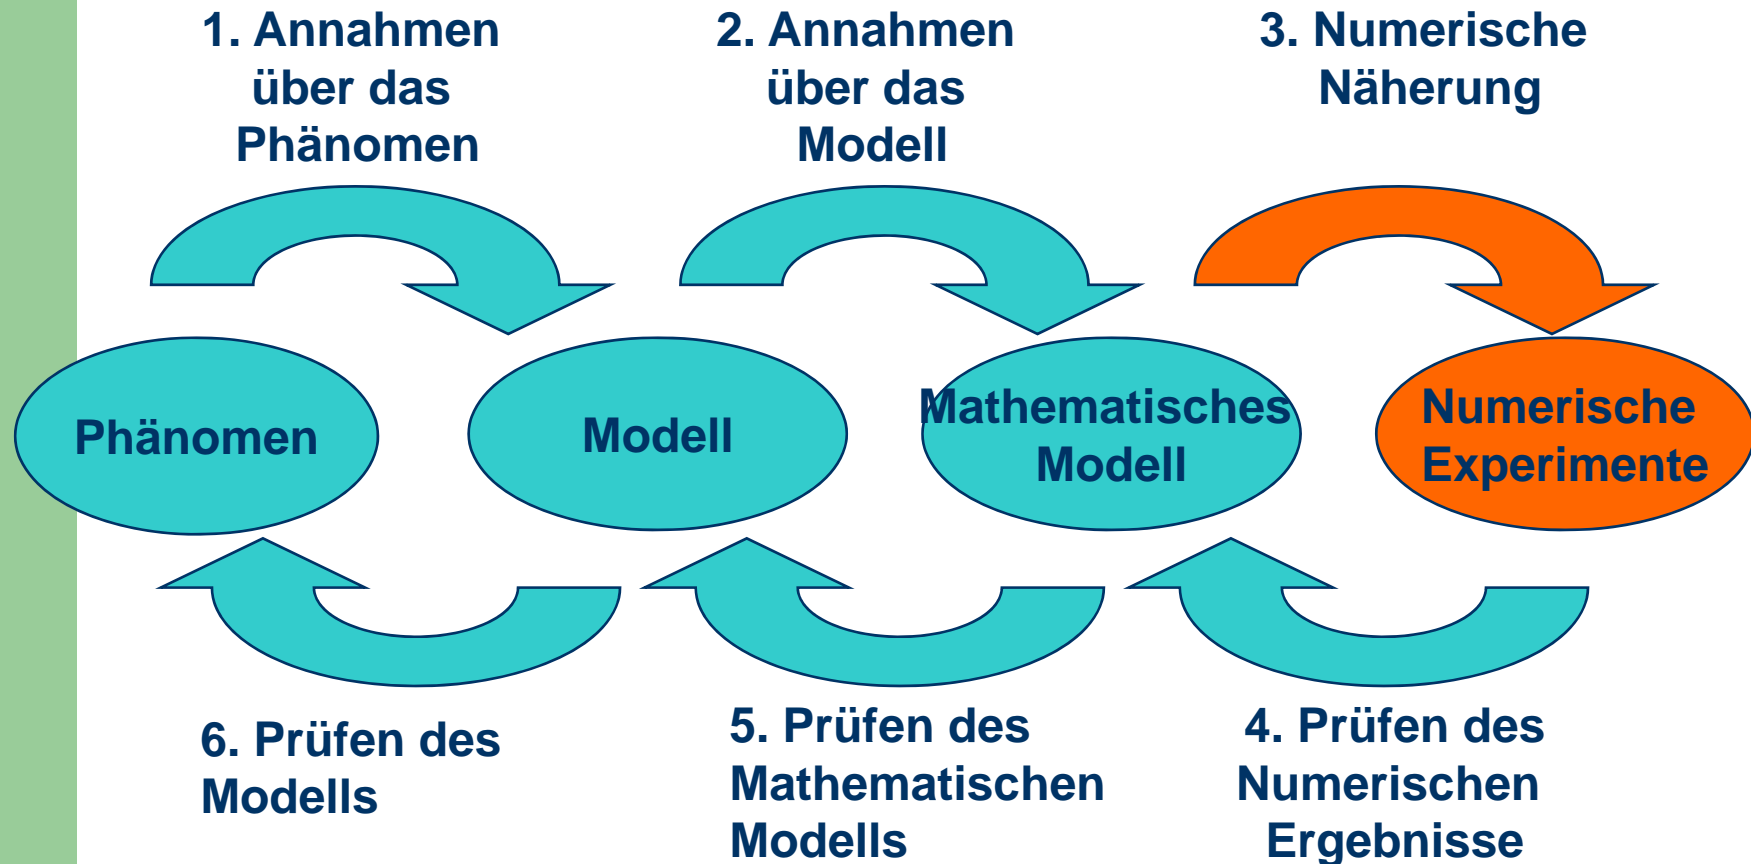 1. Annahmen
über das
Phänomen
2. Annahmen
über das
Modell
3. Numerische
Näherung
Phänomen
Modell
Mathematisches
Modell
Numerische
Experimente
6. Prüfen des
Modells
5. Prüfen des
Mathematischen
Modells
4. Prüfen des
Numerischen
Ergebnisse